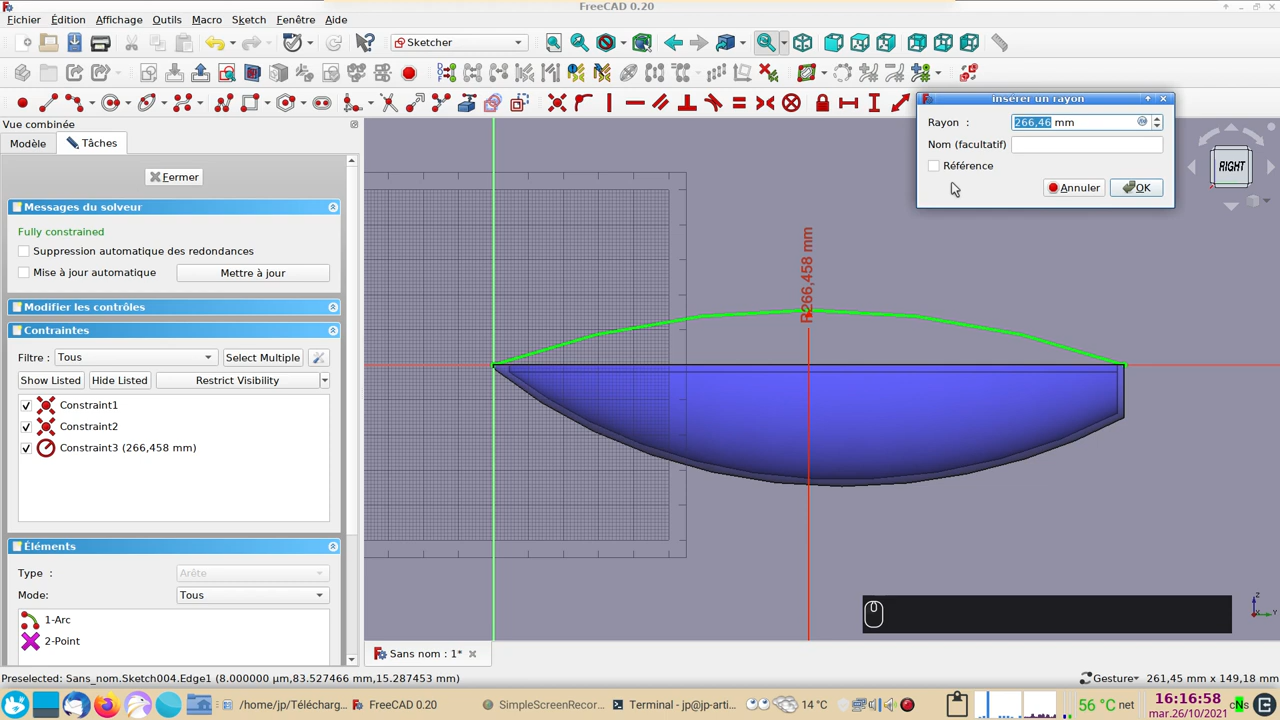 FreeCAD 0.20
Fichier Édition Affichage Outils Macro Sketch Fenêtre Aide
Sketcher
Vue combinée
Modèle Tâches
Fermer
Messages du solveur
Fully constrained
Suppression automatique des redondances
Mise à jour automatique Mettre à jour
Modifier les contrôles
Contraintes
Filtre : Tous Select Multiple
Show Listed Hide Listed Restrict Visibility
Constraint1
Constraint2
Constraint3 (266,458 mm)
Éléments
Type : Arête
Mode: Tous
1-Arc
2-Point
R266,458 mm
insérer un rayon
Rayon : 266,46 mm
Nom (facultatif)
Référence
Annuler OK
RIGHT
Sans nom : 1*
Preselected: Sans_nom.Sketch004.Edge1 (8.000000 µm,83.527466 mm,15.287453 mm)
Gesture 261,45 mm x 149,18 mm
/home/jp/Télécharg... FreeCAD 0.20 SimpleScreenRecor... Terminal - jp@jp-arti... 14 °C 56 °C net 16:16:58
mar.26/10/2021
cNs